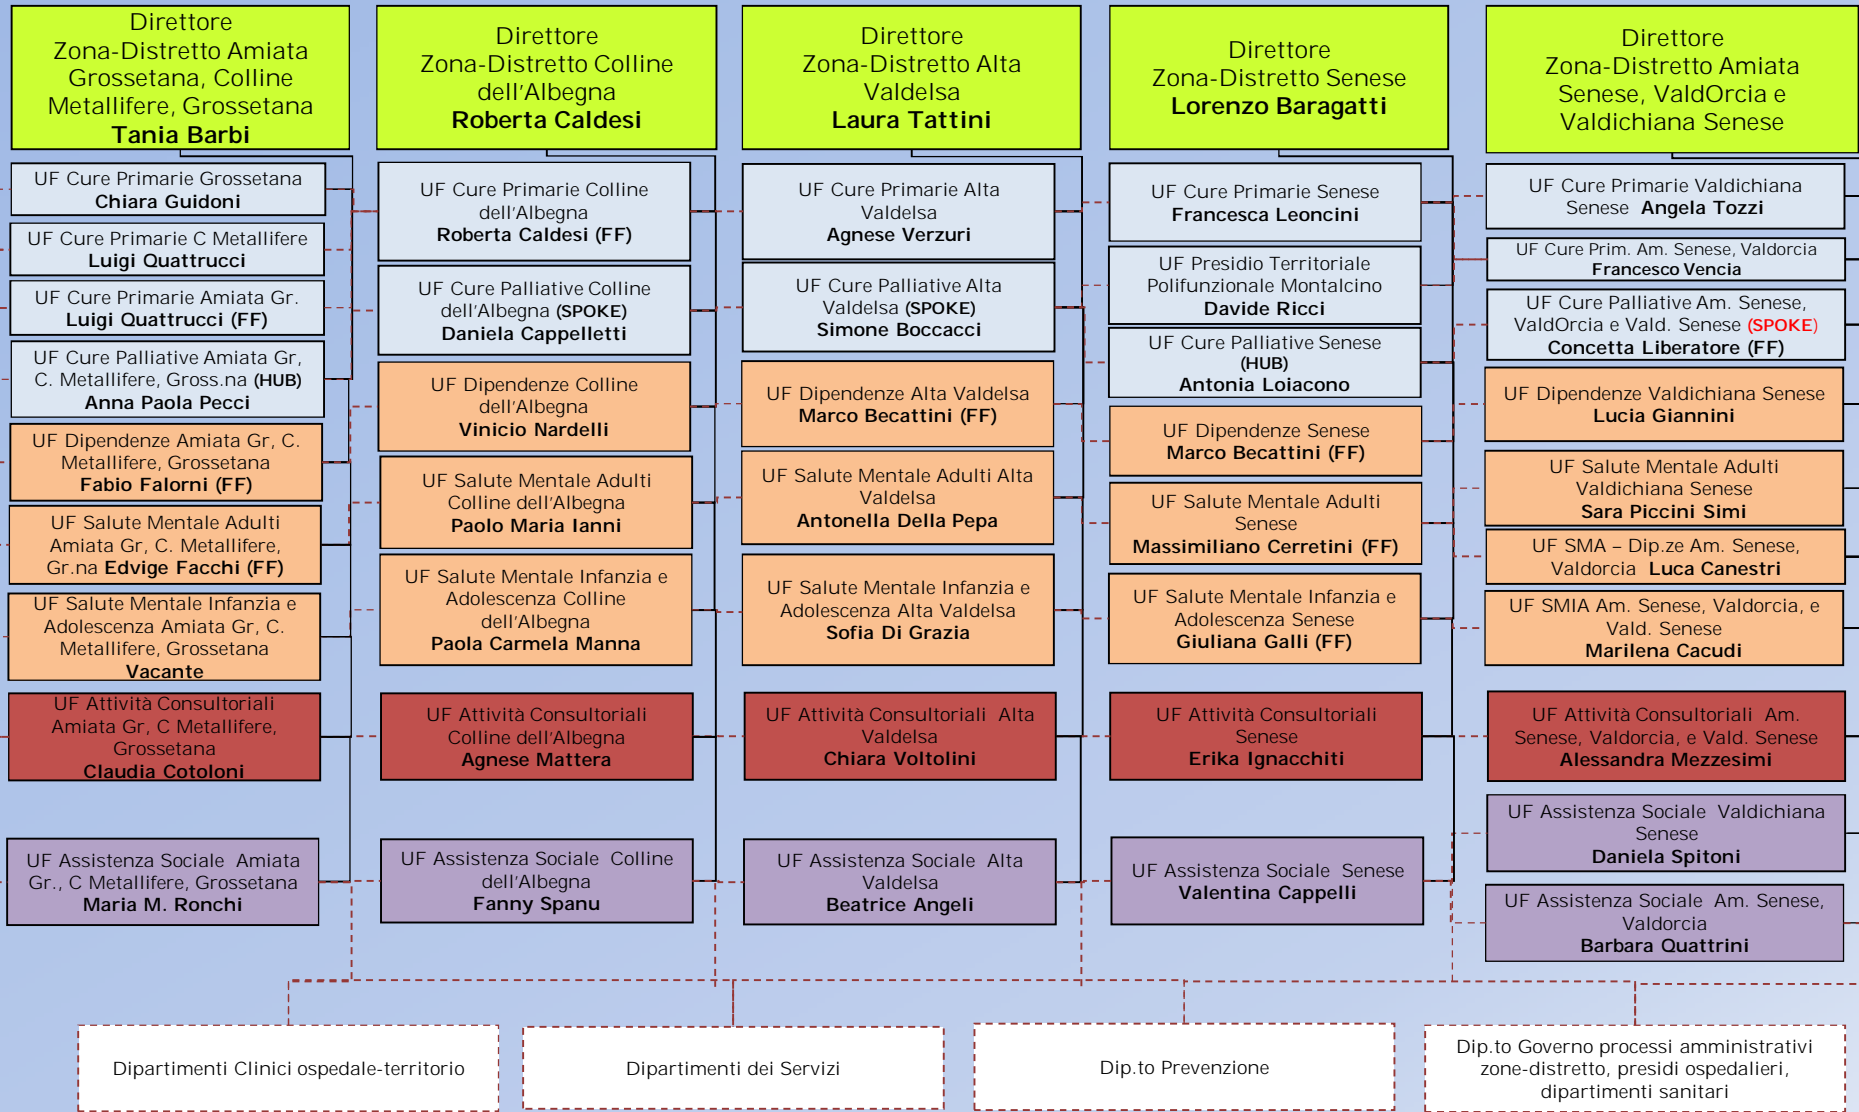 Direttore
Zona-Distretto Amiata
Grossetana, Colline
Metallifere, Grossetana
Tania Barbi
UF Cure Primarie Grossetana
Chiara Guidoni
UF Cure Primarie C Metallifere
Luigi Quattrucci
UF Cure Primarie Amiata Gr.
Luigi Quattrucci (FF)
UF Cure Palliative Amiata Gr,
C. Metallifere, Gross.na (HUB)
Anna Paola Pecci
UF Dipendenze Amiata Gr, C.
Metallifere, Grossetana
Fabio Falorni (FF)
UF Salute Mentale Adulti
Amiata Gr, C. Metallifere,
Gr.na Edvige Facchi (FF)
UF Salute Mentale Infanzia e
Adolescenza Amiata Gr, C.
Metallifere, Grossetana
Vacante
UF Attività Consultoriali
Amiata Gr, C Metallifere,
Grossetana
Claudia Cotoloni
UF Assistenza Sociale Amiata
Gr., C Metallifere, Grossetana
Maria M. Ronchi
Direttore
Zona-Distretto Colline
dell'Albegna
Roberta Caldesi
UF Cure Primarie Colline
dell'Albegna
Roberta Caldesi (FF)
UF Cure Palliative Colline
dell'Albegna (SPOKE)
Daniela Cappelletti
UF Dipendenze Colline
dell'Albegna
Vinicio Nardelli
UF Salute Mentale Adulti
Colline dell'Albegna
Paolo Maria Ianni
UF Salute Mentale Infanzia e
Adolescenza Colline
dell'Albegna
Paola Carmela Manna
UF Attività Consultoriali
Colline dell'Albegna
Agnese Mattera
UF Assistenza Sociale Colline
dell'Albegna
Fanny Spanu
Direttore
Zona-Distretto Alta
Valdelsa
Laura Tattini
UF Cure Primarie Alta
Valdelsa
Agnese Verzuri
UF Cure Palliative Alta
Valdelsa (SPOKE)
Simone Boccacci
UF Dipendenze Alta Valdelsa
Marco Becattini (FF)
UF Salute Mentale Adulti Alta
Valdelsa
Antonella Della Pepa
UF Salute Mentale Infanzia e
Adolescenza Alta Valdelsa
Sofia Di Grazia
UF Attività Consultoriali Alta
Valdelsa
Chiara Voltolini
UF Assistenza Sociale Alta
Valdelsa
Beatrice Angeli
Direttore
Zona-Distretto Senese
Lorenzo Baragatti
UF Cure Primarie Senese
Francesca Leoncini
UF Presidio Territoriale
Polifunzionale Montalcino
Davide Ricci
UF Cure Palliative Senese
(HUB)
Antonia Loiacono
UF Dipendenze Senese
Marco Becattini (FF)
UF Salute Mentale Adulti
Senese
Massimiliano Cerretini (FF)
UF Salute Mentale Infanzia e
Adolescenza Senese
Giuliana Galli (FF)
UF Attività Consultoriali
Senese
Erika Ignacchiti
UF Assistenza Sociale Senese
Valentina Cappelli
Direttore
Zona-Distretto Amiata
Senese, ValdOrcia e
Valdichiana Senese
UF Cure Primarie Valdichiana
Senese Angela Tozzi
UF Cure Prim. Am. Senese, Valdorcia
Francesco Vencia
UF Cure Palliative Am. Senese,
ValdOrcia e Vald. Senese (SPOKE)
Concetta Liberatore (FF)
UF Dipendenze Valdichiana Senese
Lucia Giannini
UF Salute Mentale Adulti
Valdichiana Senese
Sara Piccini Simi
UF SMA – Dip.ze Am. Senese,
Valdorcia Luca Canestri
UF SMIA Am. Senese, Valdorcia, e
Vald. Senese
Marilena Cacudi
UF Attività Consultoriali Am.
Senese, Valdorcia, e Vald. Senese
Alessandra Mezzesimi
UF Assistenza Sociale Valdichiana
Senese
Daniela Spitoni
UF Assistenza Sociale Am. Senese,
Valdorcia
Barbara Quattrini
Dipartimenti Clinici ospedale-territorio
Dipartimenti dei Servizi
Dip.to Prevenzione
Dip.to Governo processi amministrativi
zone-distretto, presidi ospedalieri,
dipartimenti sanitari